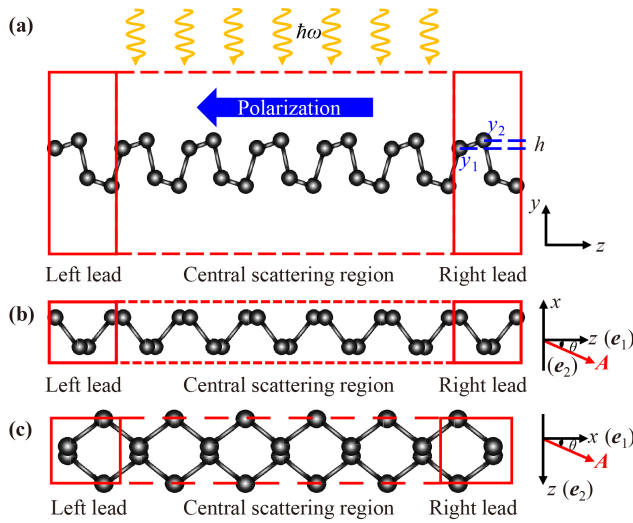 (a)
ħω
Polarization
y₂
h
y₁
y
z
Left lead
Central scattering region
Right lead
(b)
x
z (e₁)
θ
(e₂)
A
Left lead
Central scattering region
Right lead
(c)
x (e₁)
θ
A
z (e₂)
Left lead
Central scattering region
Right lead